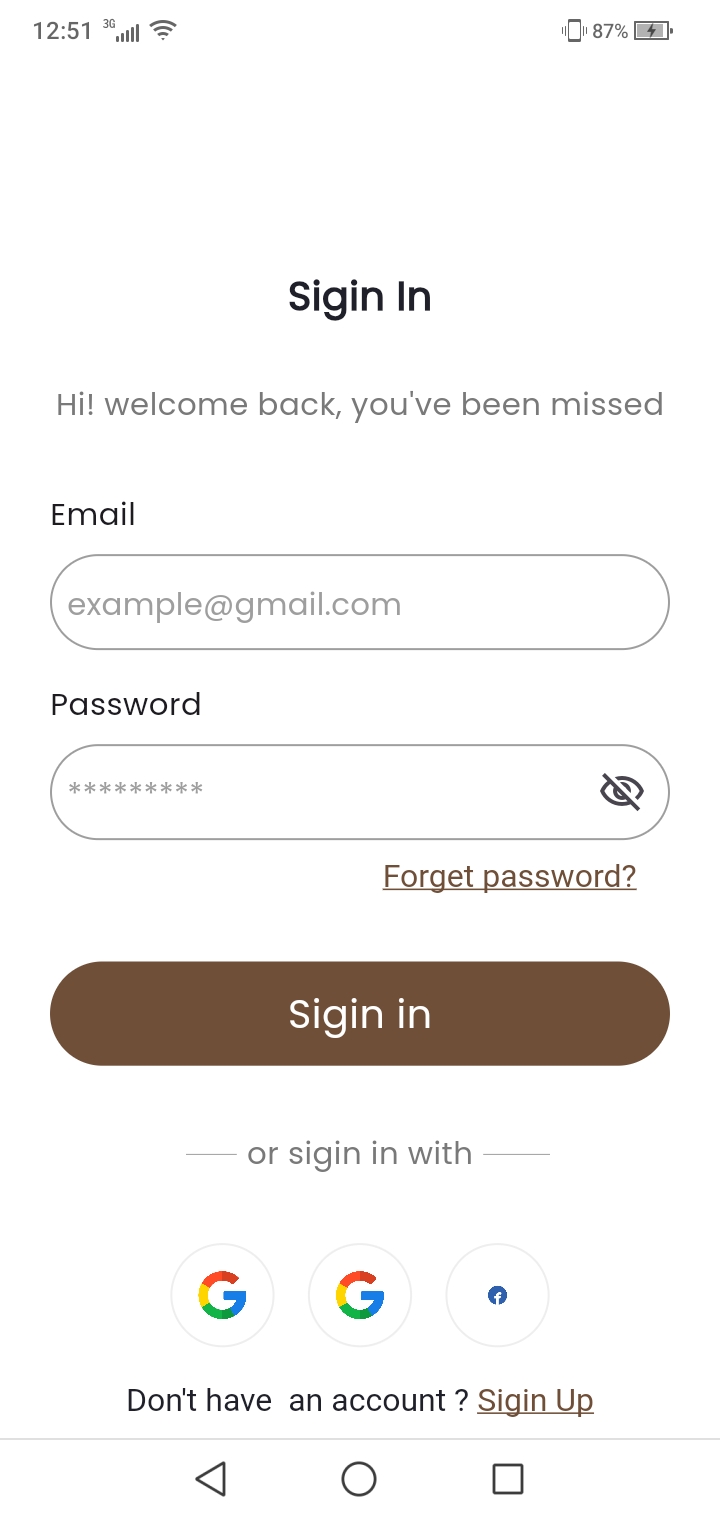 12:51 3G 87%
Sigin In
Hi! welcome back, you've been missed
Email
example@gmail.com
Password
*********
Forget password?
Sigin in
or sigin in with
Don't have  an account ? Sigin Up